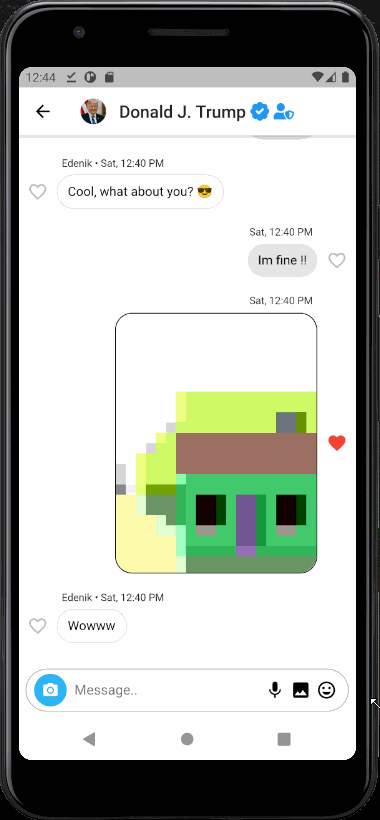 12:44
Donald J. Trump
Edenik • Sat, 12:40 PM
Cool, what about you? 😎
Sat, 12:40 PM
Im fine !!
Sat, 12:40 PM
Edenik • Sat, 12:40 PM
Wowww
Message..